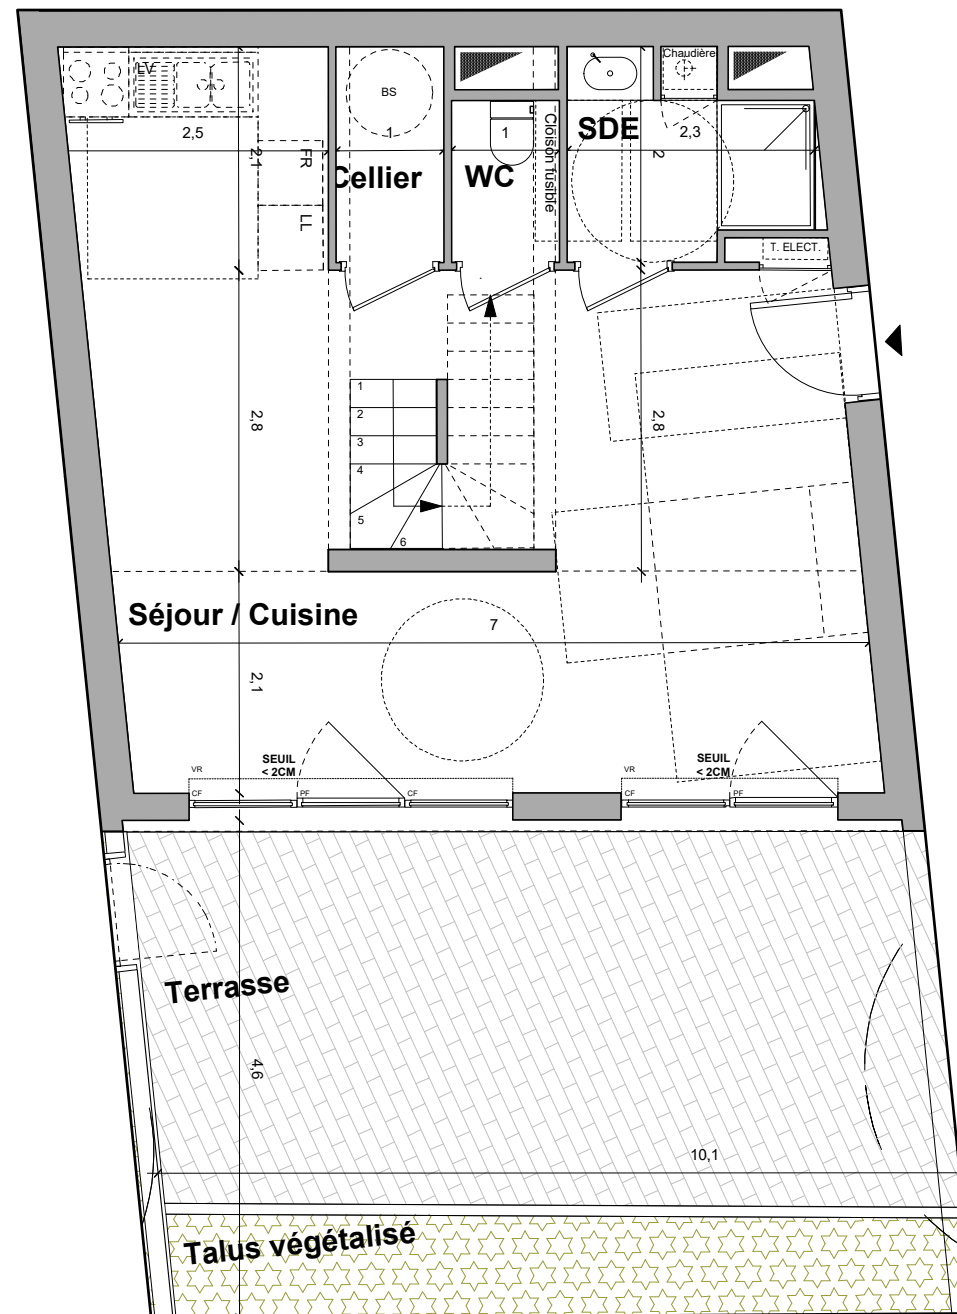 LV
BS
Chaudière
2,5
2,1
1
1
Cloison fusible
SDE
2,3
2
Cellier
WC
FR
LL
T. ELECT.
1
2
3
4
5
6
2,8
2,8
Séjour / Cuisine
7
2,1
SEUIL
< 2CM
VR
CF
PF
CF
SEUIL
< 2CM
VR
CF
PF
Terrasse
4,6
10,1
Talus végétalisé